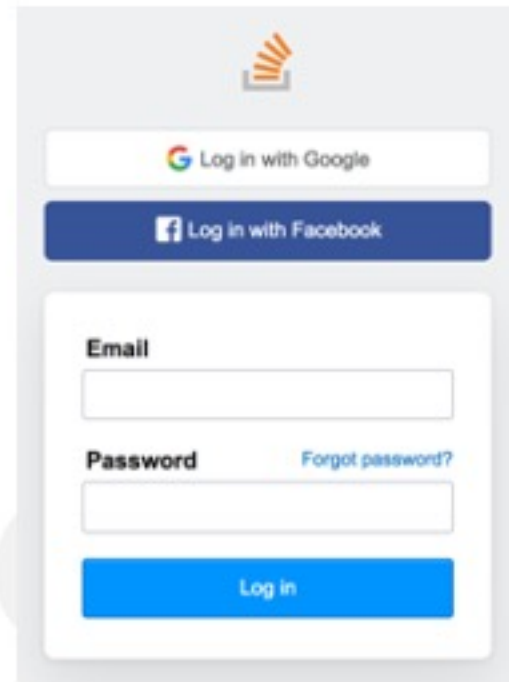 Log in with Google
Log in with Facebook
Email
Password Forgot password?
Log in